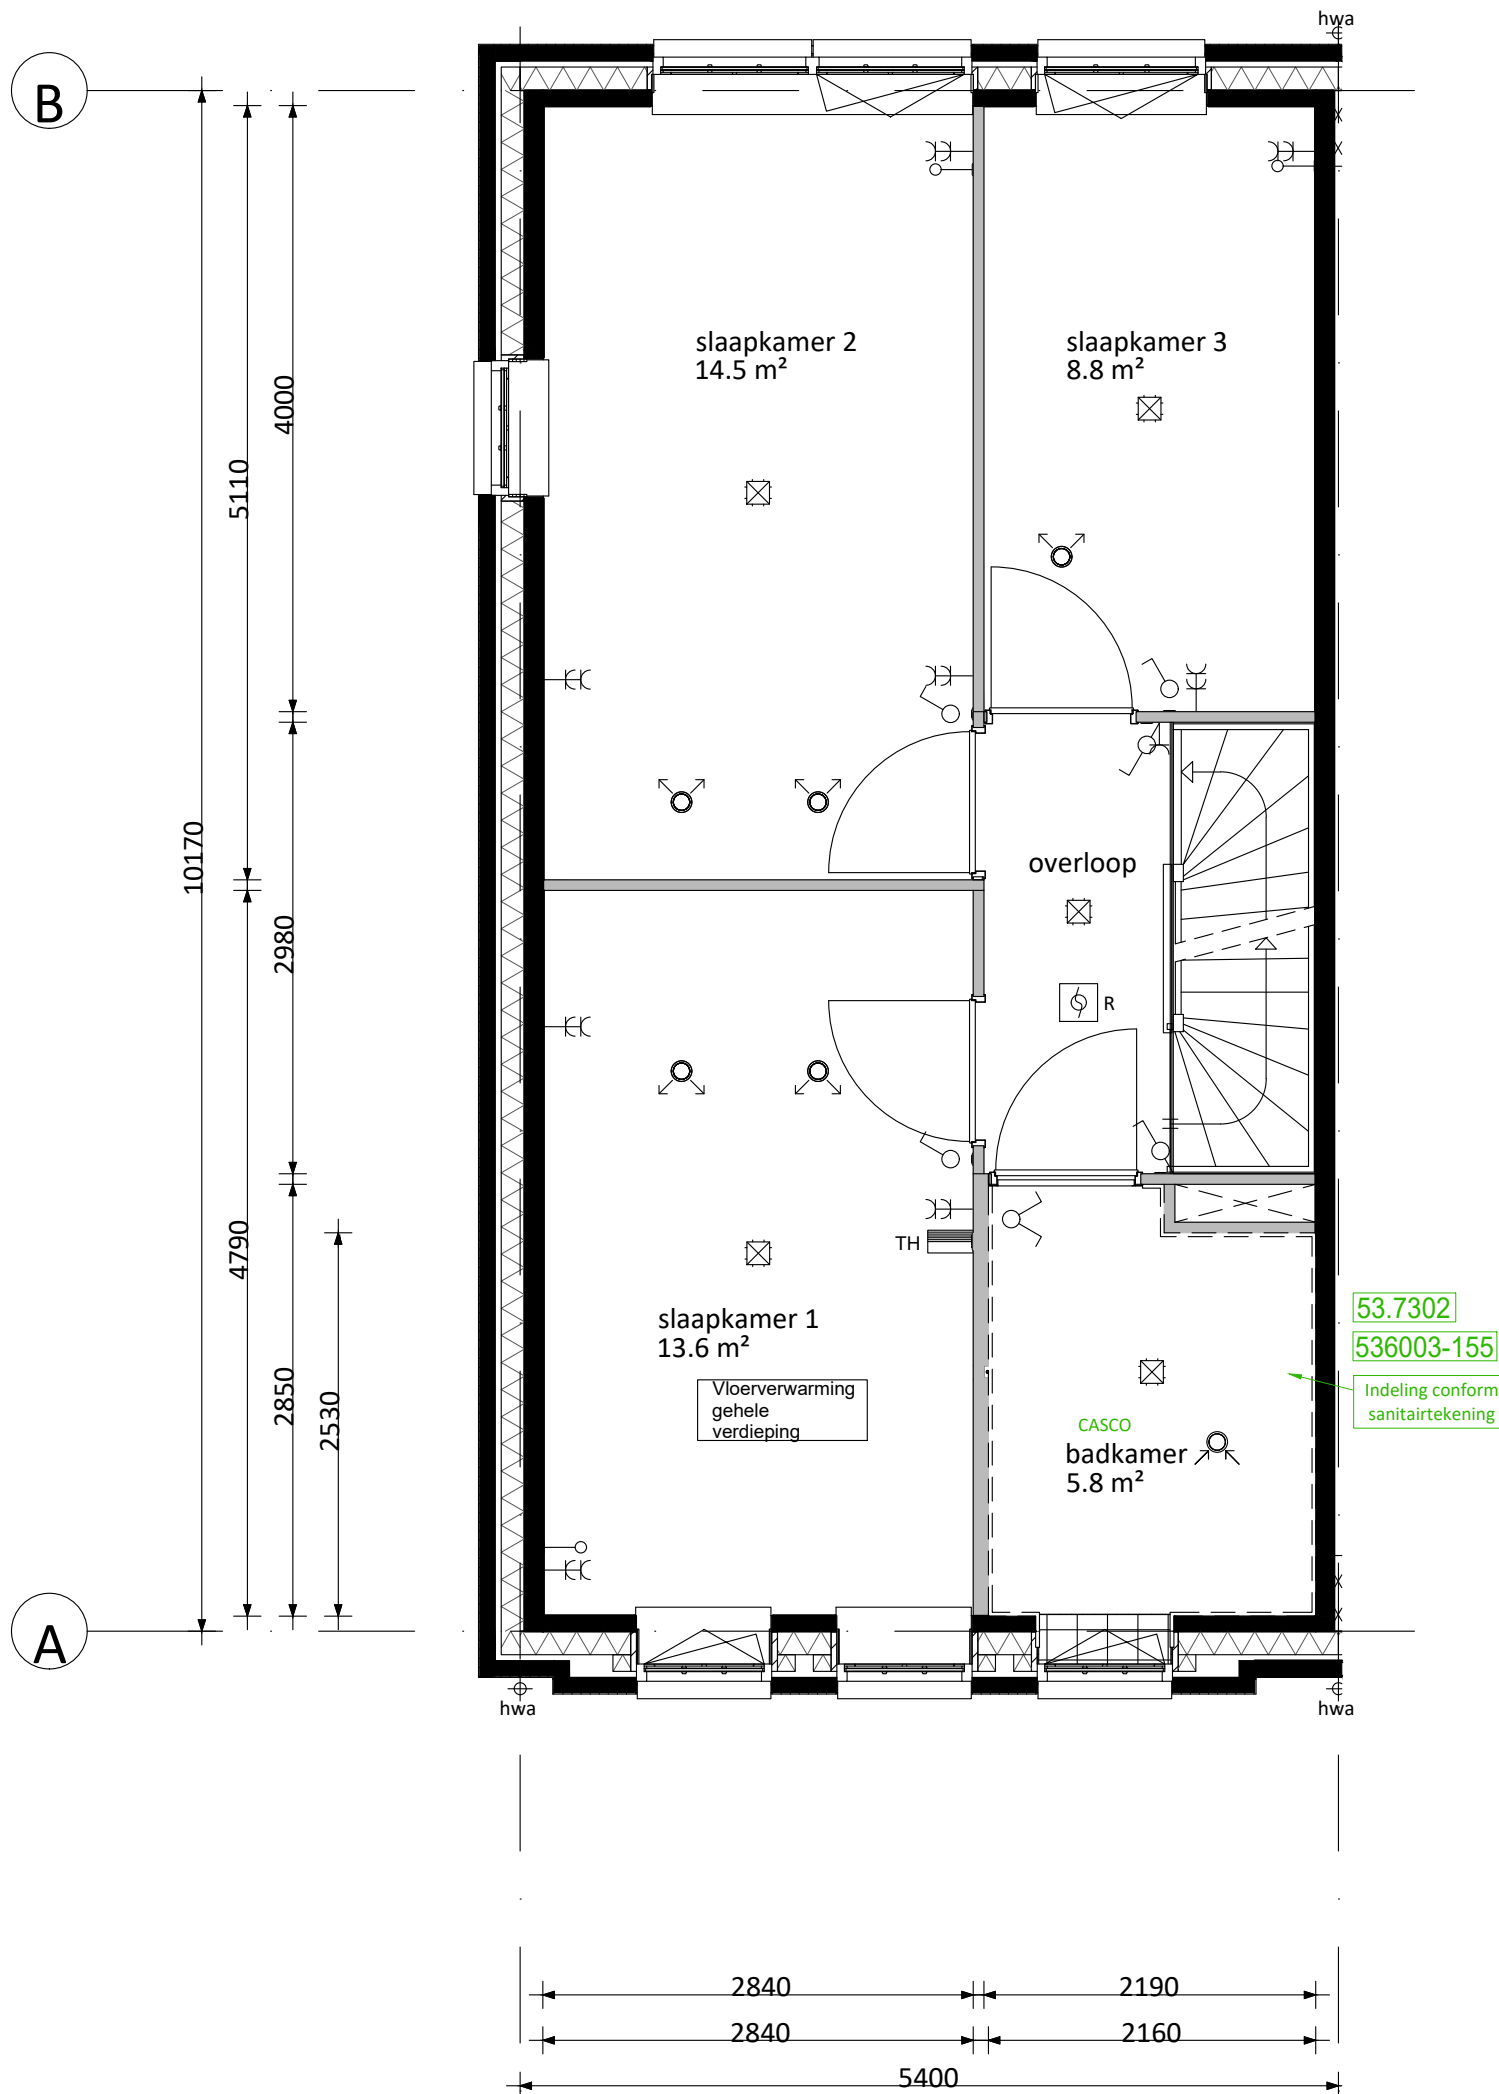 hwa
B
slaapkamer 2
14.5 m²
slaapkamer 3
8.8 m²
4000
5110
10170
overloop
2980
R
4790
TH
slaapkamer 1
13.6 m²
2850
2530
Vloerverwarming
gehele
verdieping
53.7302
536003-155
Indeling conform
sanitairtekening
CASCO
badkamer
5.8 m²
A
hwa
hwa
2840
2190
2840
2160
5400